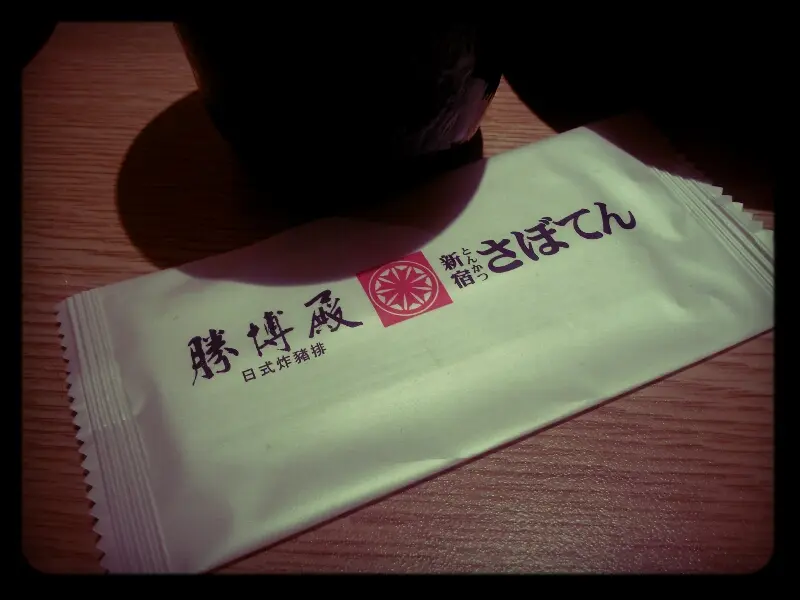 勝博殿
日式炸豬排
新宿
とんかつ
さぼてん